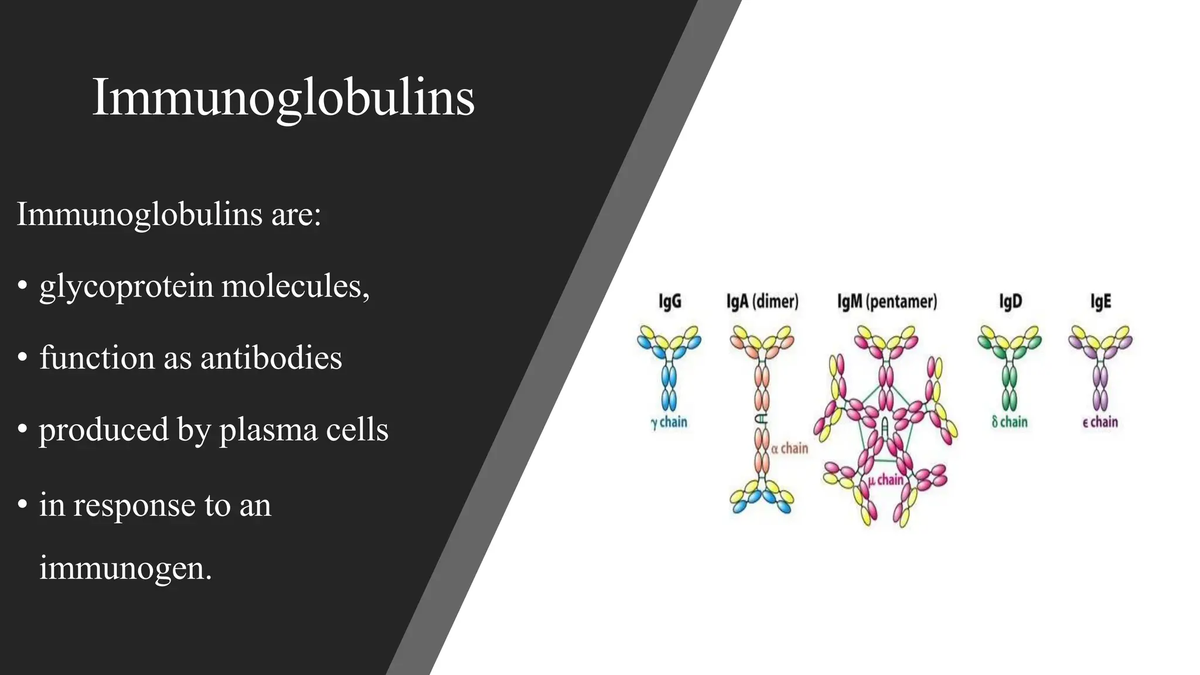 Immunoglobulins
Immunoglobulins are:
• glycoprotein molecules,
• function as antibodies
• produced by plasma cells
• in response to an
immunogen.
IgG IgA (dimer) IgM (pentamer) IgD IgE
γ chain δ chain ϵ chain
α chain
μ chain